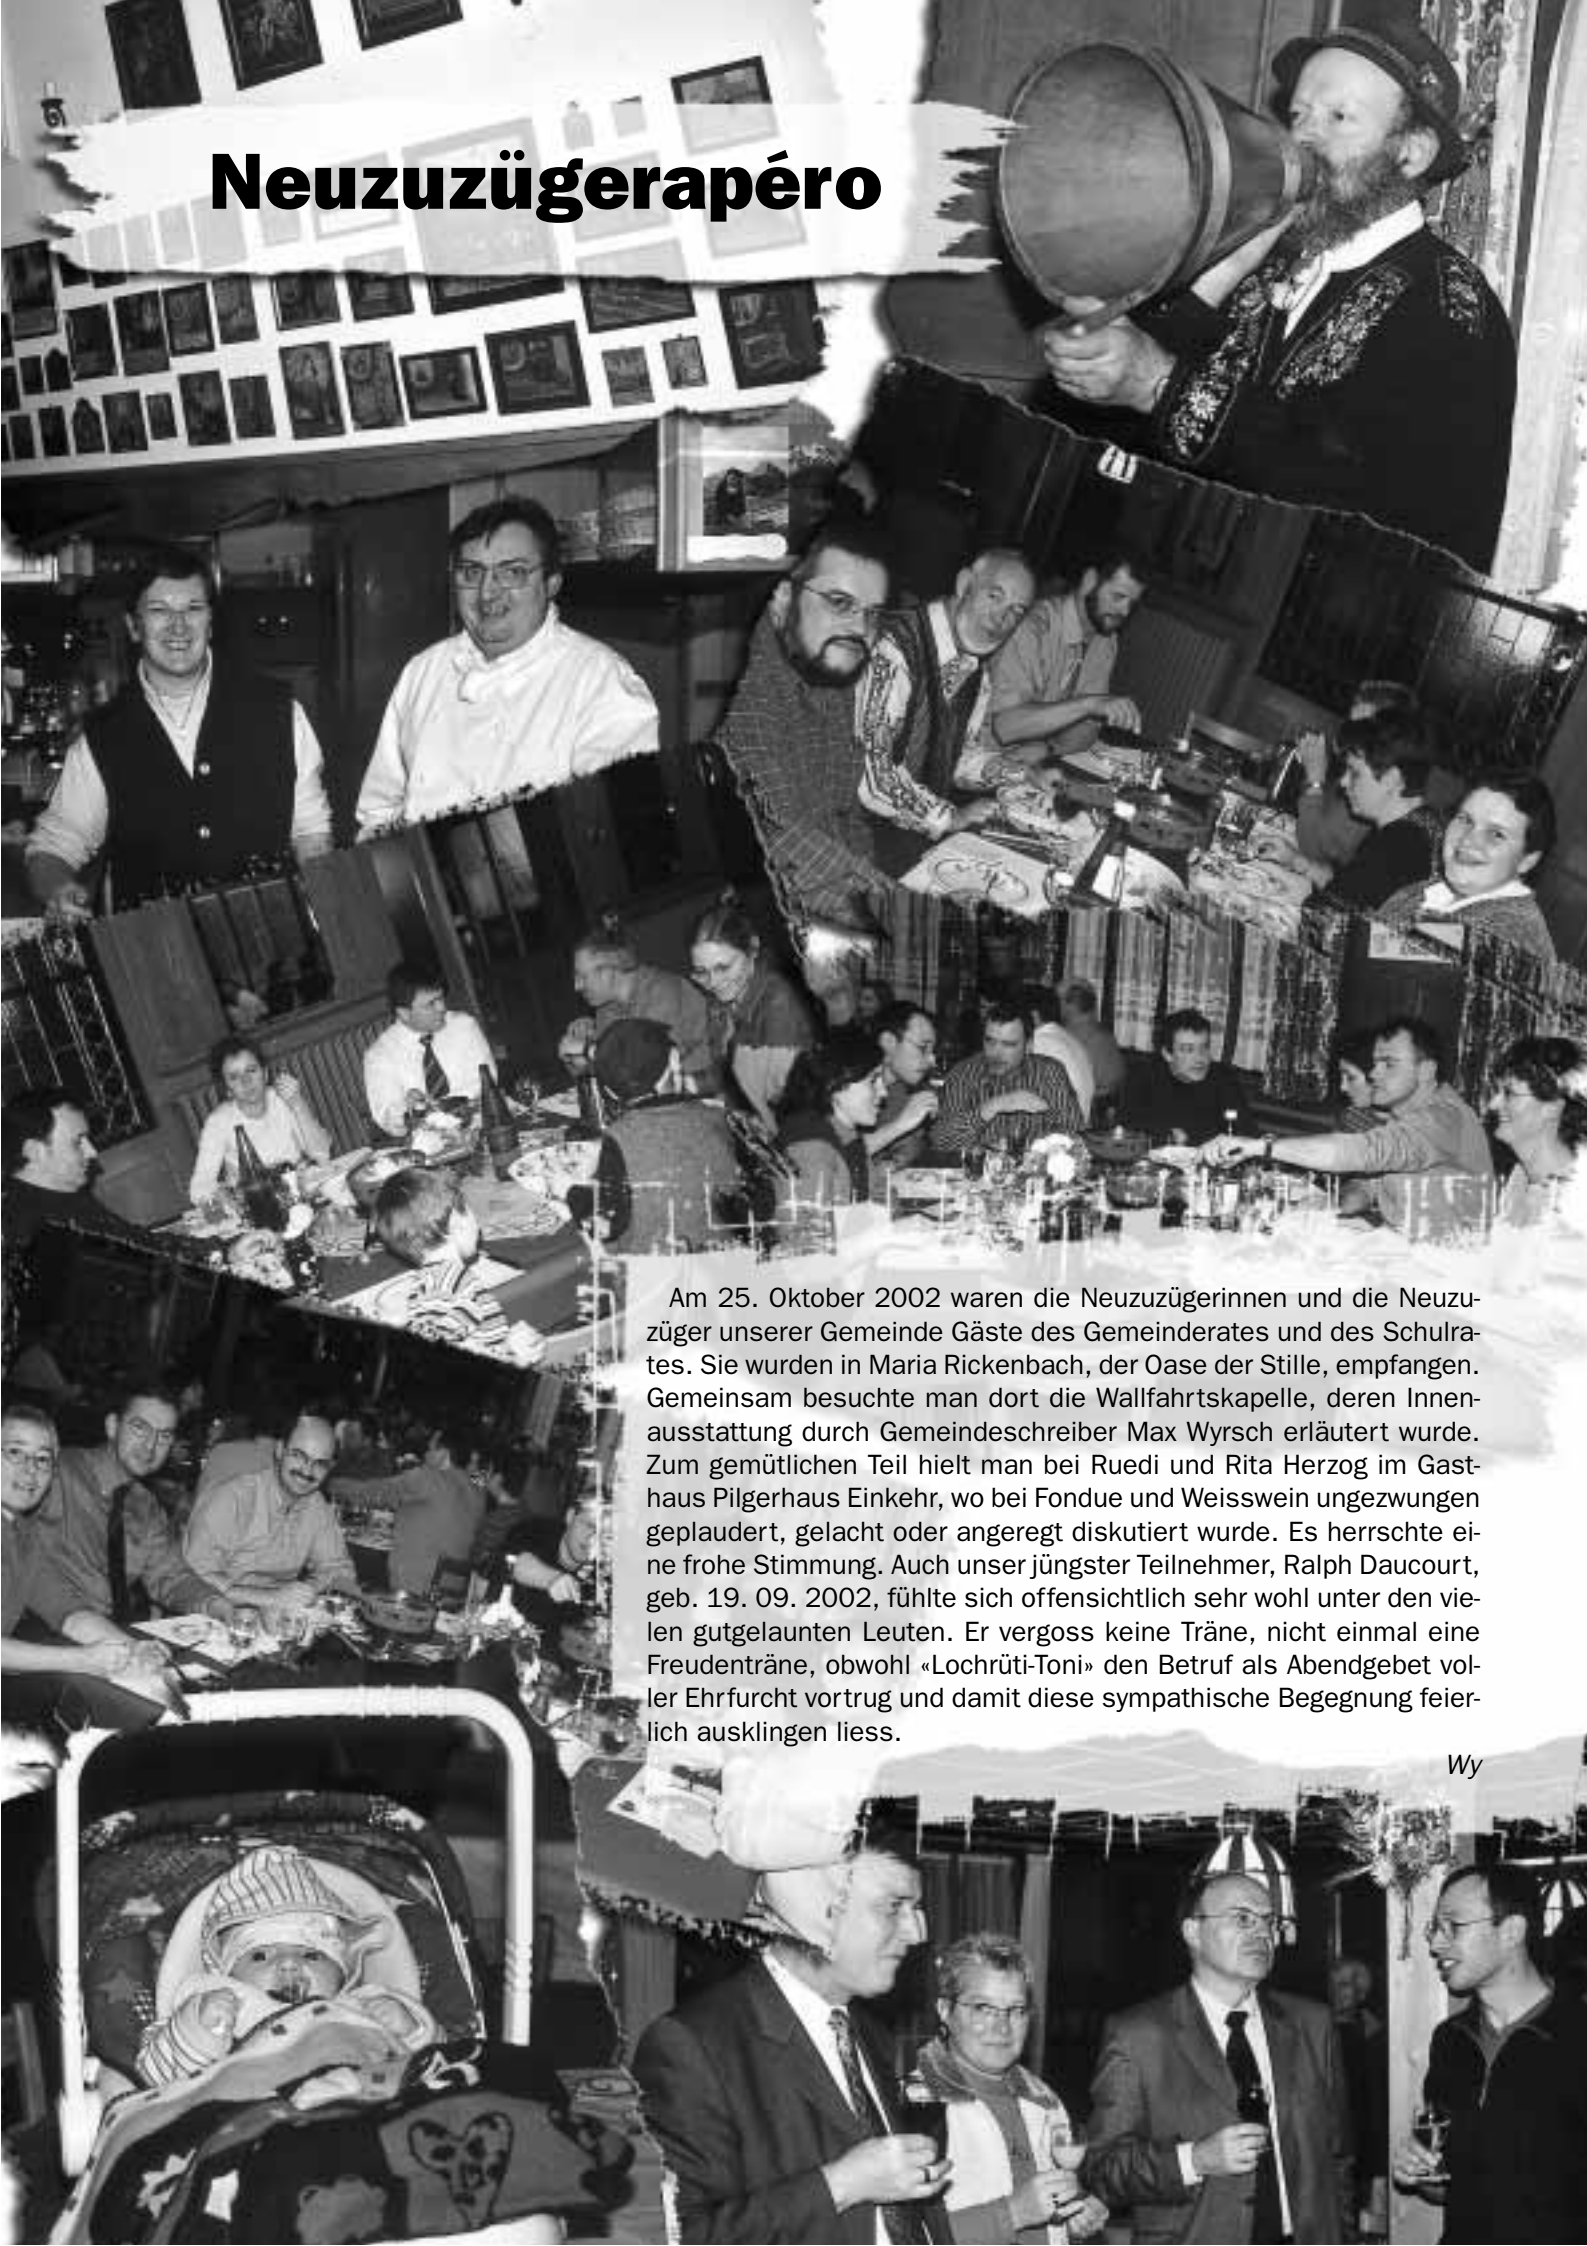 Neuzuzügerapéro
Am 25. Oktober 2002 waren die Neuzuzügerinnen und die Neuzu-
züger unserer Gemeinde Gäste des Gemeinderates und des Schulra-
tes. Sie wurden in Maria Rickenbach, der Oase der Stille, empfangen.
Gemeinsam besuchte man dort die Wallfahrtskapelle, deren Innen-
ausstattung durch Gemeindeschreiber Max Wyrsch erläutert wurde.
Zum gemütlichen Teil hielt man bei Ruedi und Rita Herzog im Gast-
haus Pilgerhaus Einkehr, wo bei Fondue und Weisswein ungezwungen
geplaudert, gelacht oder angeregt diskutiert wurde. Es herrschte ei-
ne frohe Stimmung. Auch unser jüngster Teilnehmer, Ralph Daucourt,
geb. 19. 09. 2002, fühlte sich offensichtlich sehr wohl unter den vie-
len gutgelaunten Leuten. Er vergoss keine Träne, nicht einmal eine
Freudenträne, obwohl «Lochrüti-Toni» den Betruf als Abendgebet vol-
ler Ehrfurcht vortrug und damit diese sympathische Begegnung feier-
lich ausklingen liess.
Wy